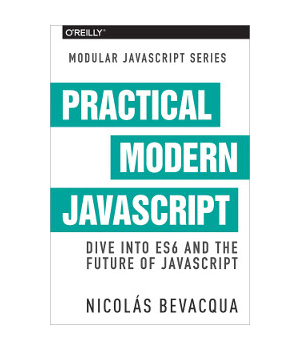 O'REILLY®
MODULAR JAVASCRIPT SERIES
PRACTICAL
MODERN
JAVASCRIPT
DIVE INTO ES6 AND THE
FUTURE OF JAVASCRIPT
NICOLÁS BEVACQUA